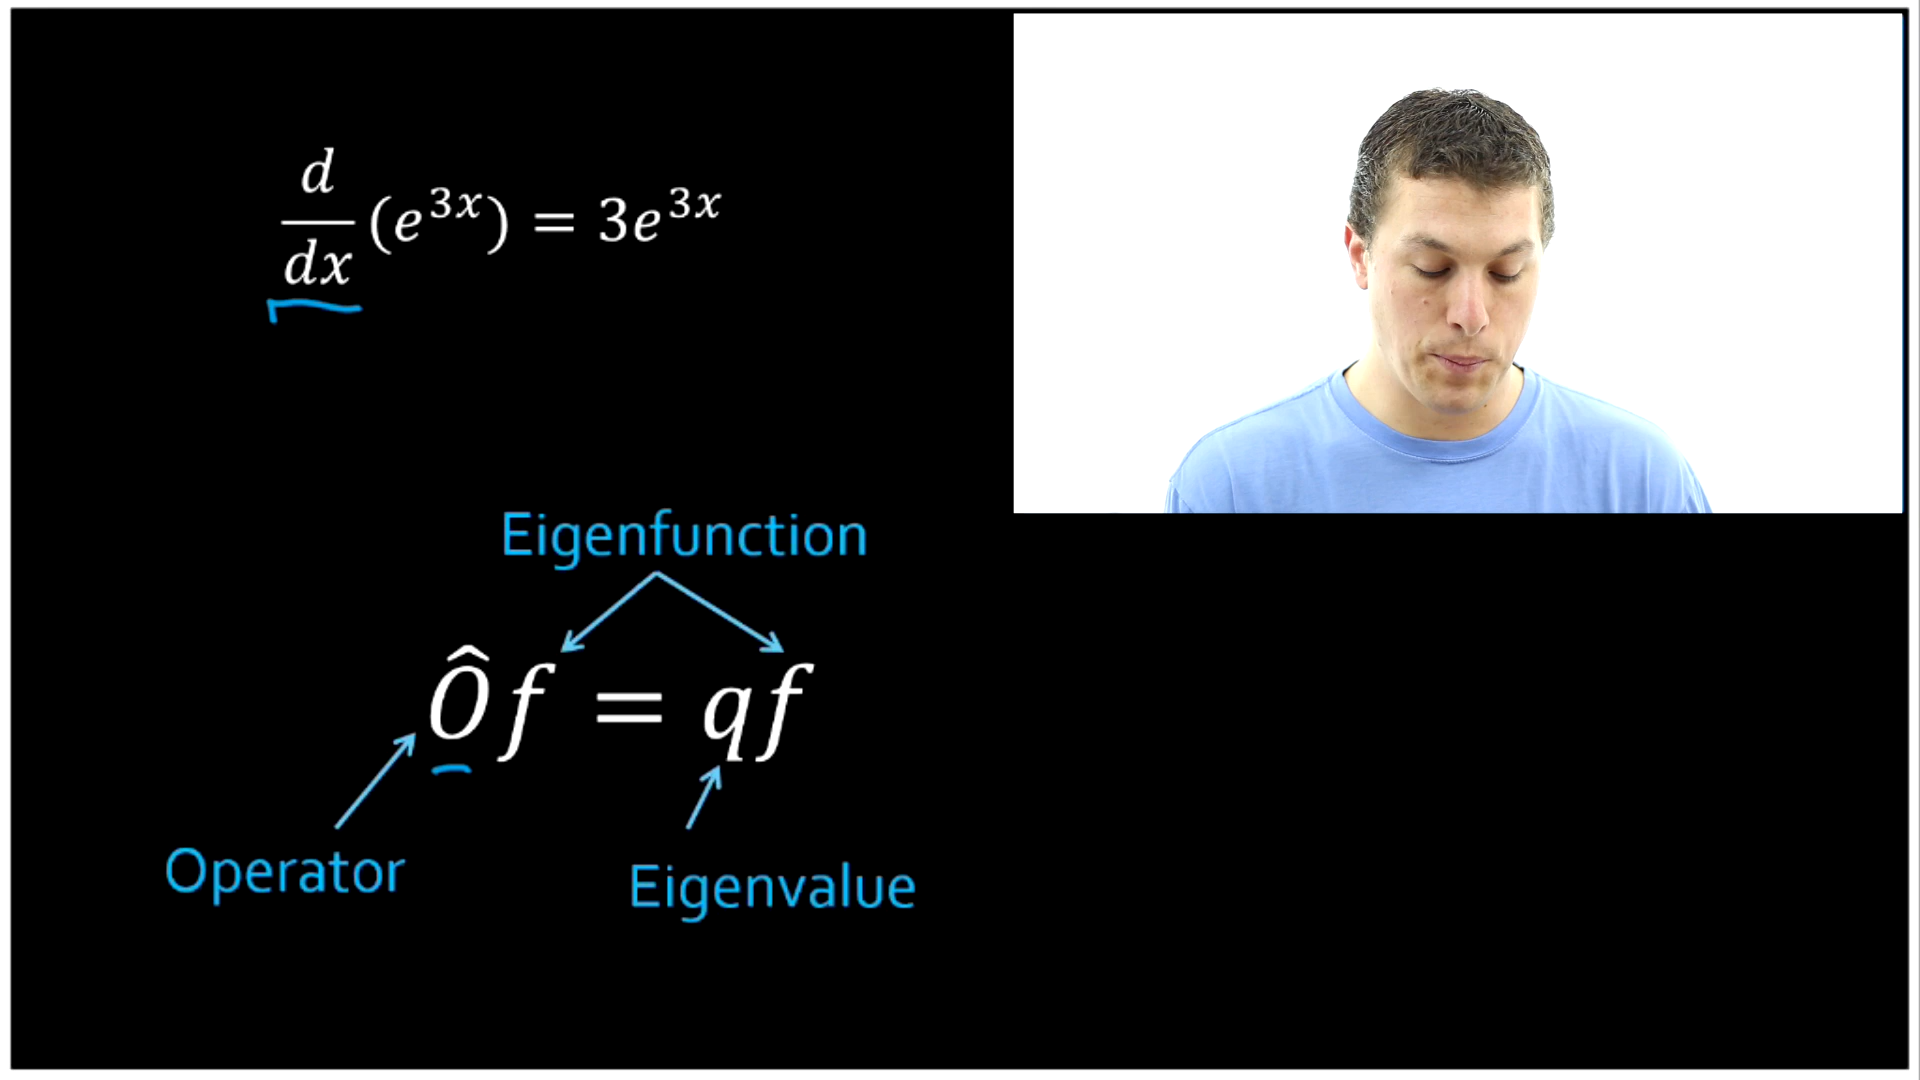 d/dx (e^{3x}) = 3e^{3x}
Eigenfunction
Ôf = qf
Operator
Eigenvalue